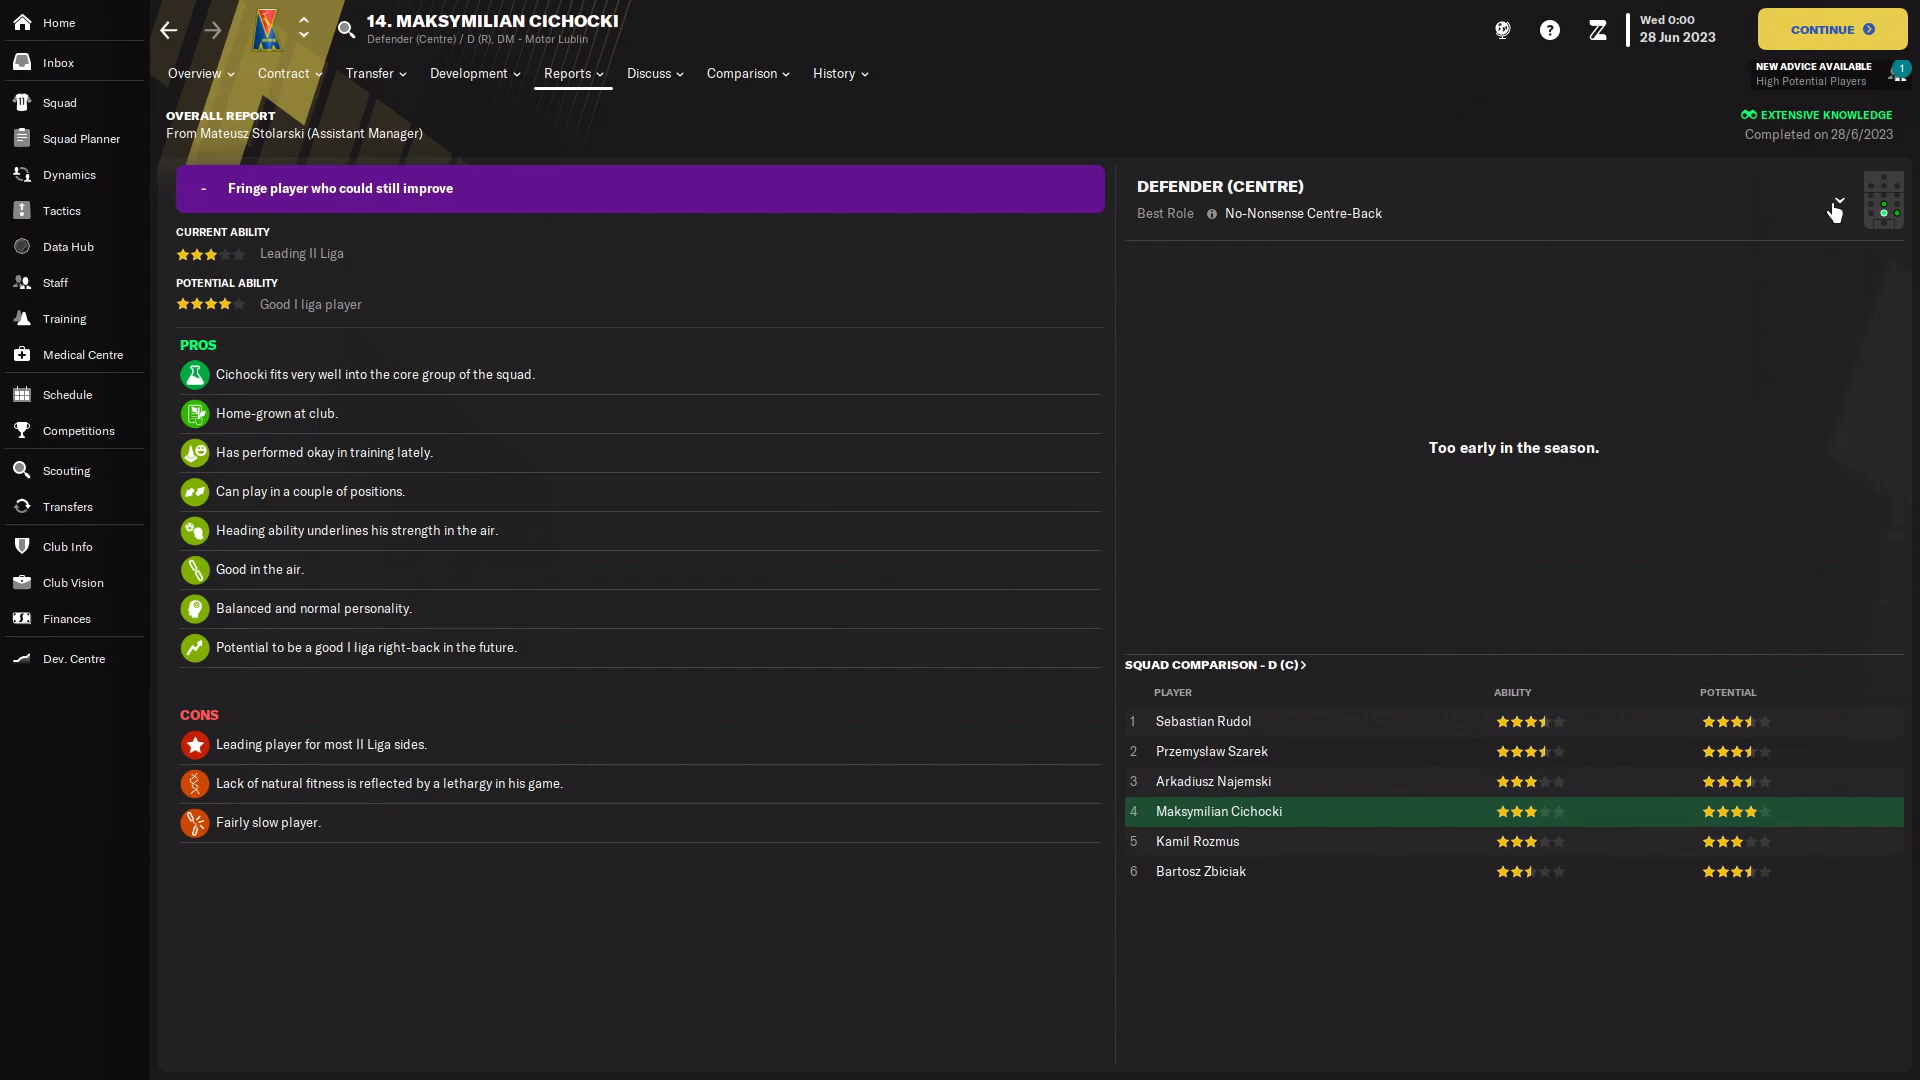 Home
Inbox
Squad
Squad Planner
Dynamics
Tactics
Data Hub
Staff
Training
Medical Centre
Schedule
Competitions
Scouting
Transfers
Club Info
Club Vision
Finances
Dev. Centre
14. MAKSYMILIAN CICHOCKI
Defender (Centre) / D (R), DM - Motor Lublin
Wed 0:00
28 Jun 2023
CONTINUE
Overview
Contract
Transfer
Development
Reports
Discuss
Comparison
History
NEW ADVICE AVAILABLE
High Potential Players
1
OVERALL REPORT
From Mateusz Stolarski (Assistant Manager)
EXTENSIVE KNOWLEDGE
Completed on 28/6/2023
- Fringe player who could still improve
CURRENT ABILITY
Leading II Liga
POTENTIAL ABILITY
Good I liga player
PROS
Cichocki fits very well into the core group of the squad.
Home-grown at club.
Has performed okay in training lately.
Can play in a couple of positions.
Heading ability underlines his strength in the air.
Good in the air.
Balanced and normal personality.
Potential to be a good I liga right-back in the future.
CONS
Leading player for most II Liga sides.
Lack of natural fitness is reflected by a lethargy in his game.
Fairly slow player.
DEFENDER (CENTRE)
Best Role No-Nonsense Centre-Back
Too early in the season.
SQUAD COMPARISON - D (C)
PLAYER ABILITY POTENTIAL
1 Sebastian Rudol
2 Przemysław Szarek
3 Arkadiusz Najemski
4 Maksymilian Cichocki
5 Kamil Rozmus
6 Bartosz Zbiciak